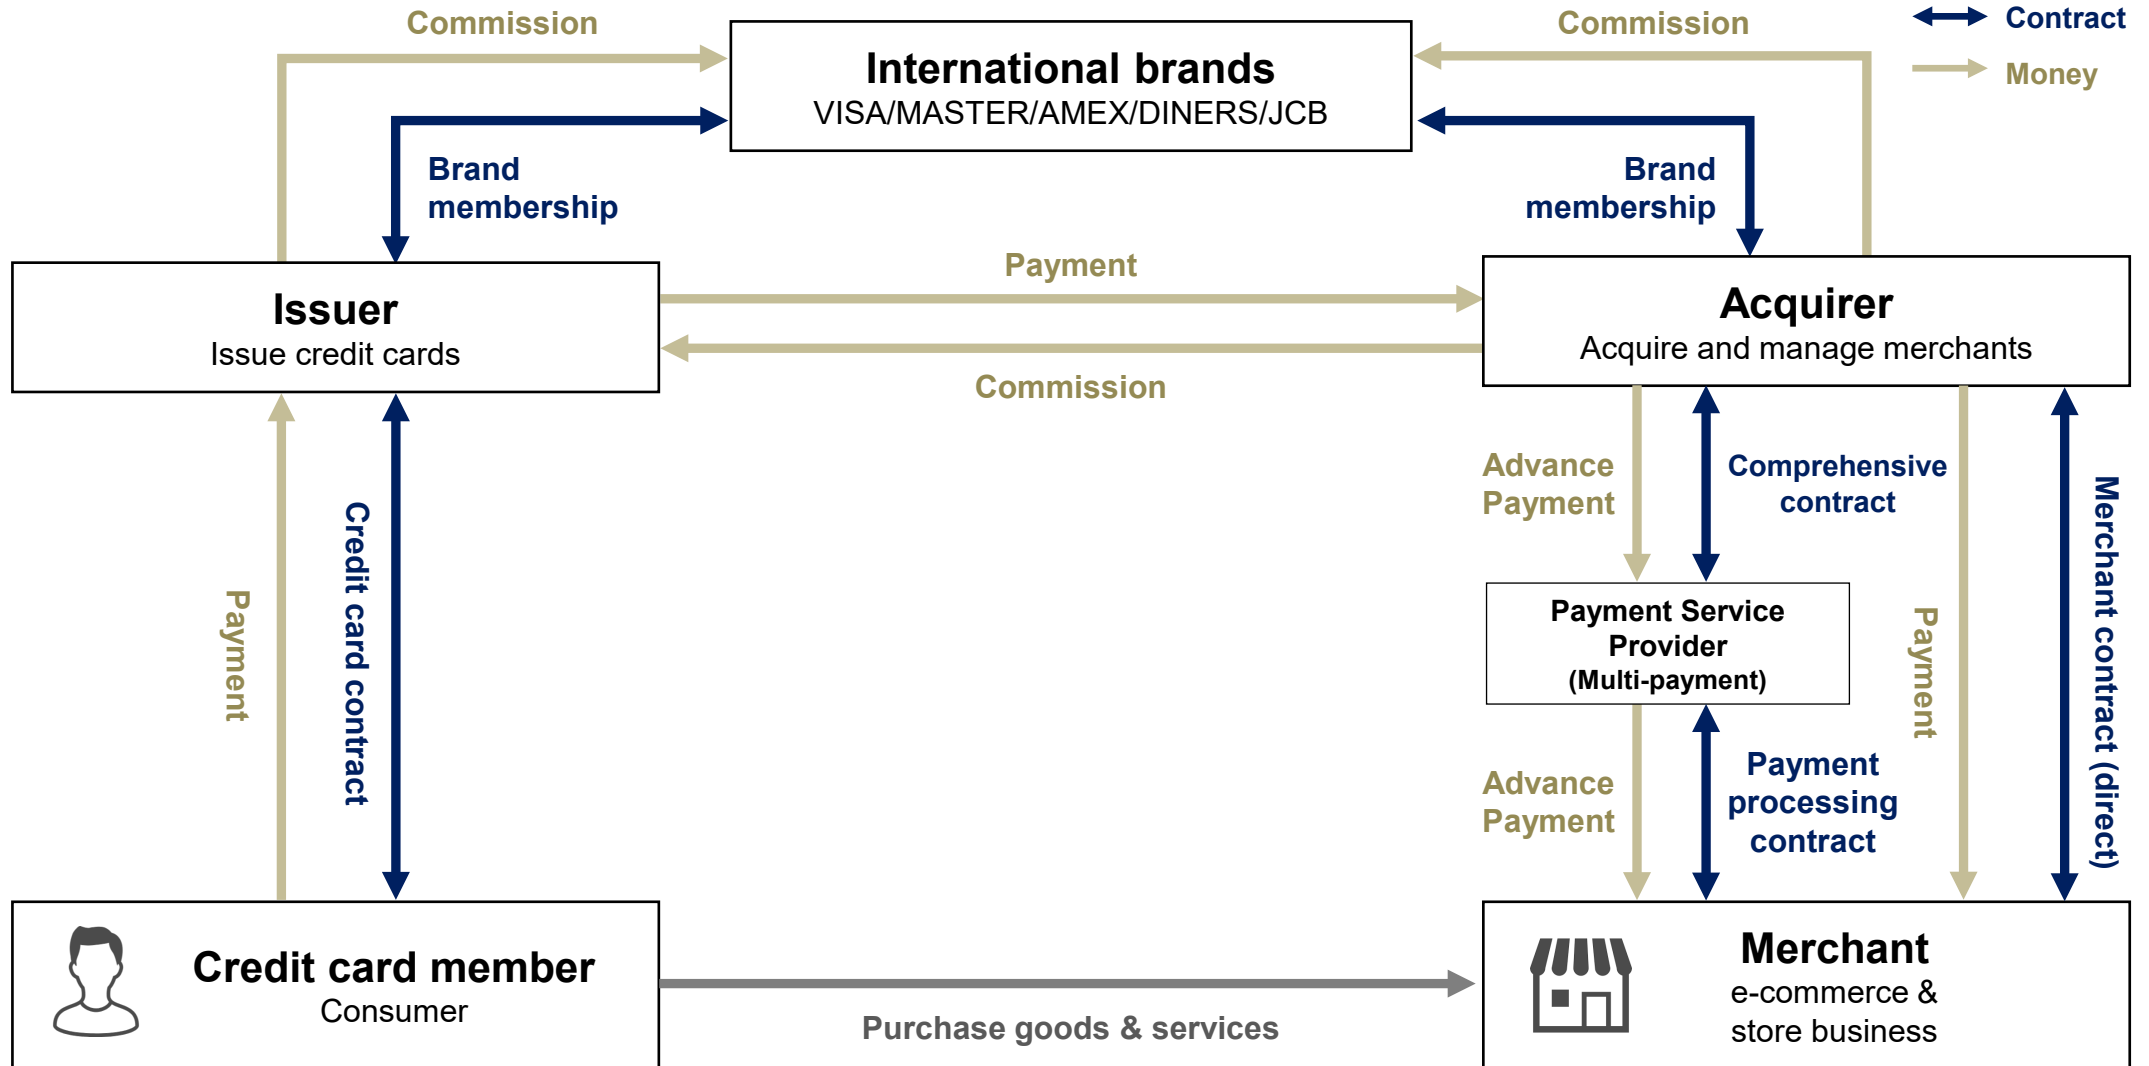 Commission
Commission
Contract
Money
International brands
VISA/MASTER/AMEX/DINERS/JCB
Brand
membership
Brand
membership
Payment
Issuer
Issue credit cards
Acquirer
Acquire and manage merchants
Commission
Advance
Payment
Comprehensive
contract
Payment
Credit card contract
Payment Service
Provider
(Multi-payment)
Payment
Merchant contract (direct)
Advance
Payment
Payment
processing
contract
Credit card member
Consumer
Purchase goods & services
Merchant
e-commerce &
store business